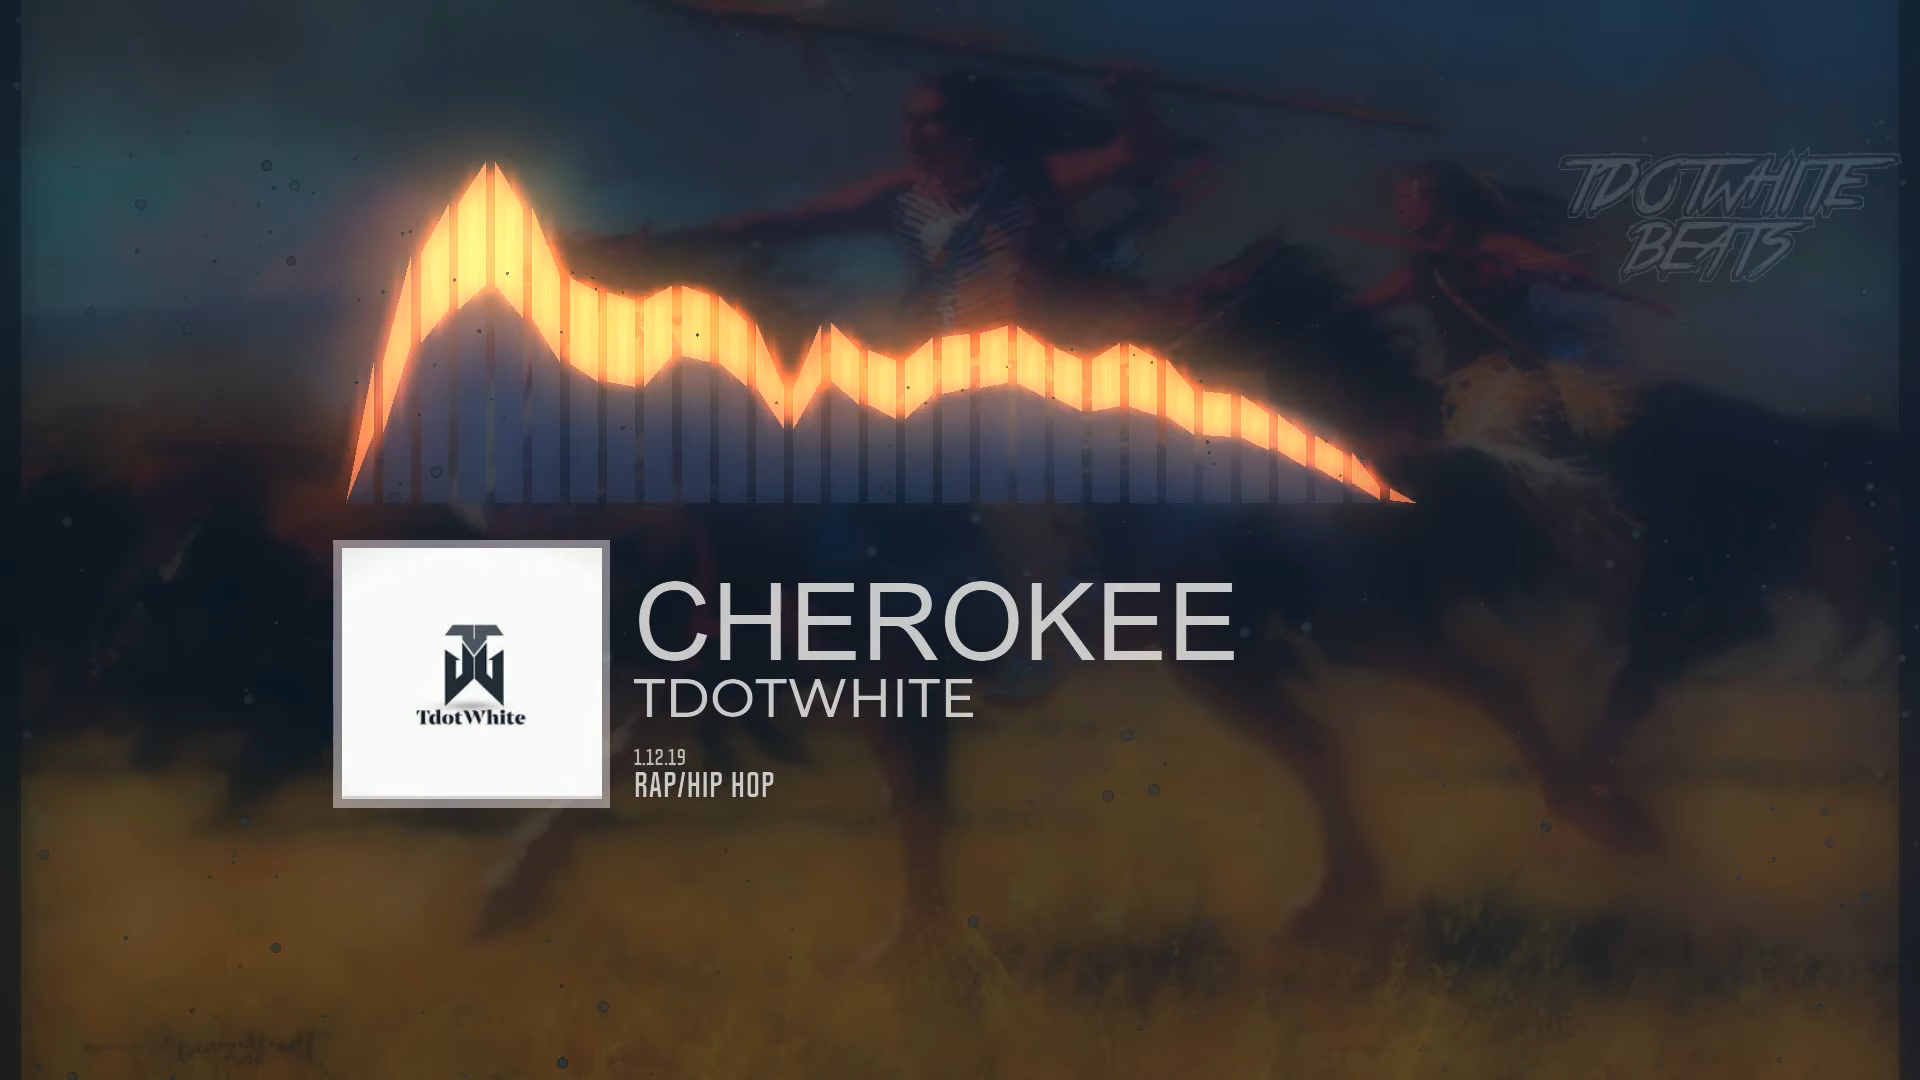 TDOTWHITE
BEATS
CHEROKEE
TDOTWHITE
1.12.19
RAP/HIP HOP
TdotWhite